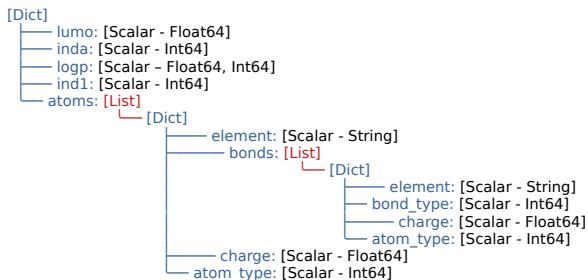 [Dict]
lumo: [Scalar - Float64]
inda: [Scalar - Int64]
logp: [Scalar – Float64, Int64]
ind1: [Scalar - Int64]
atoms: [List]
[Dict]
element: [Scalar - String]
bonds: [List]
[Dict]
element: [Scalar - String]
bond_type: [Scalar - Int64]
charge: [Scalar - Float64]
atom_type: [Scalar - Int64]
charge: [Scalar - Float64]
atom_type: [Scalar - Int64]